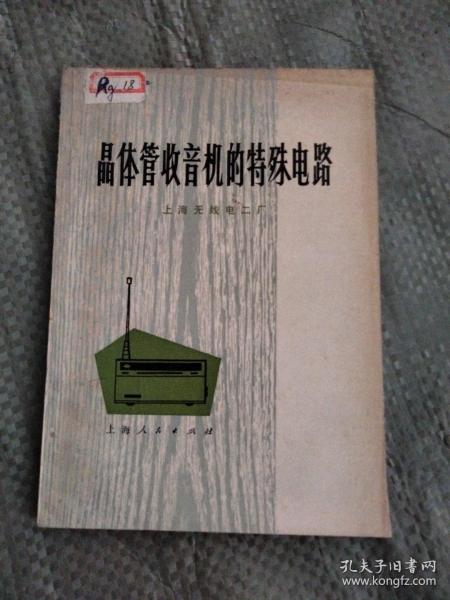 Rg 18
晶体管收音机的特殊电路
上海无线电二厂
上海人民出版社
孔夫子旧书网
www.kongfz.com